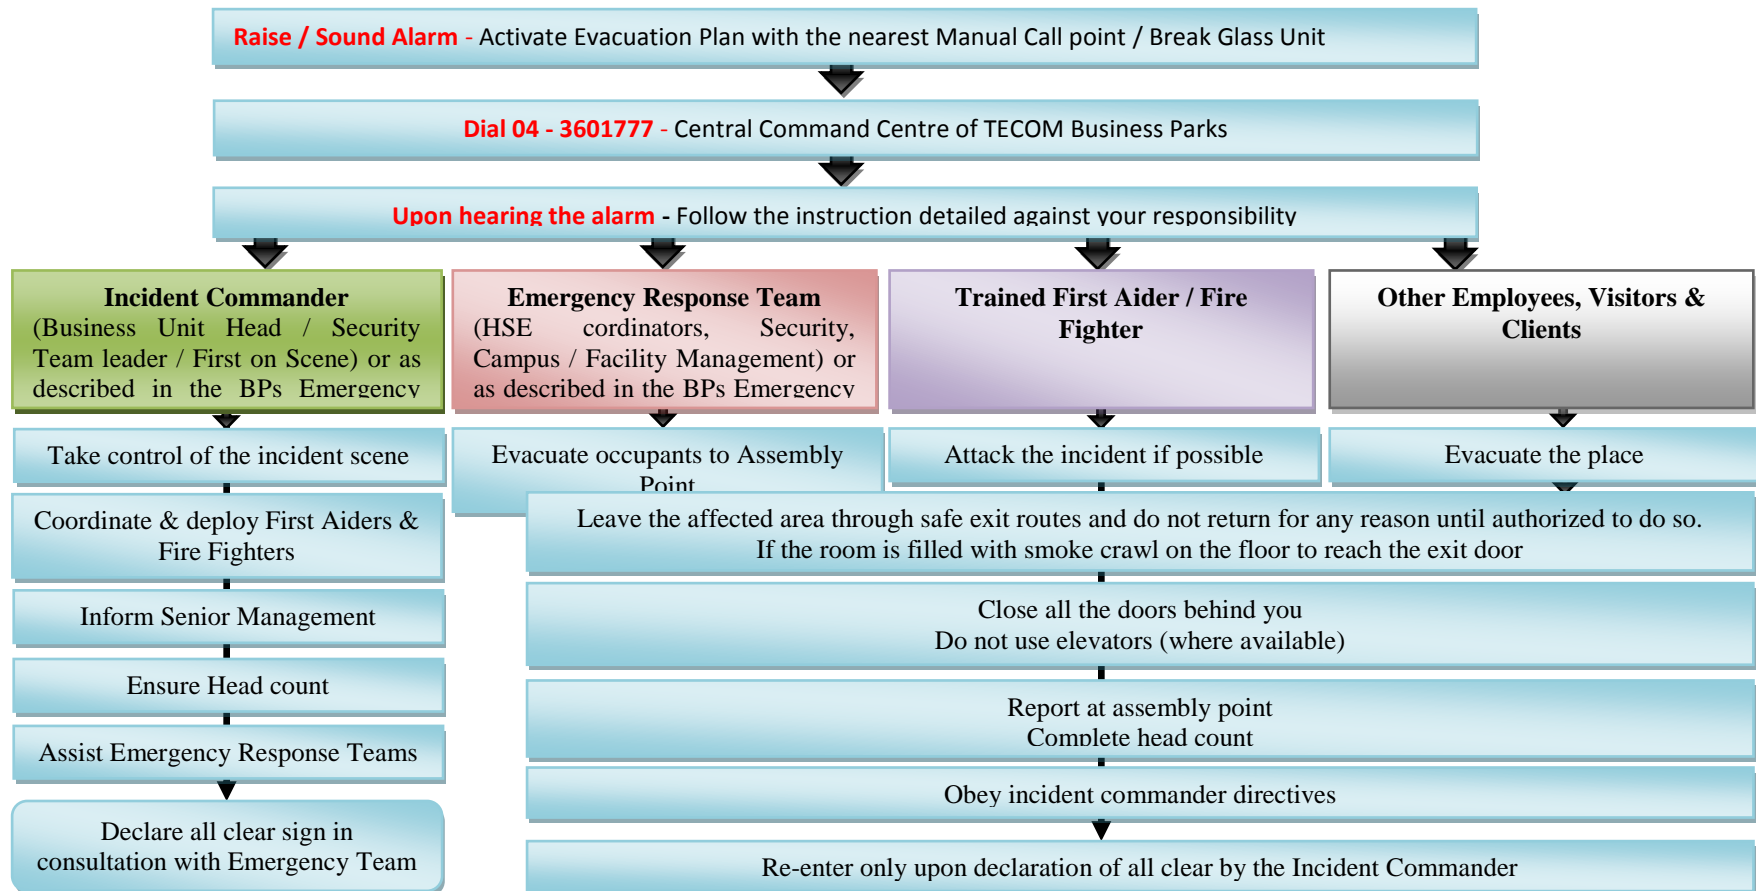 Raise / Sound Alarm - Activate Evacuation Plan with the nearest Manual Call point / Break Glass Unit
Dial 04 - 3601777 - Central Command Centre of TECOM Business Parks
Upon hearing the alarm - Follow the instruction detailed against your responsibility
Incident Commander
(Business Unit Head / Security
Team leader / First on Scene) or as
described in the BPs Emergency
Emergency Response Team
(HSE cordinators, Security,
Campus / Facility Management) or
as described in the BPs Emergency
Trained First Aider / Fire
Fighter
Other Employees, Visitors &
Clients
Take control of the incident scene
Coordinate & deploy First Aiders &
Fire Fighters
Inform Senior Management
Ensure Head count
Assist Emergency Response Teams
Declare all clear sign in
consultation with Emergency Team
Evacuate occupants to Assembly
Point
Attack the incident if possible
Evacuate the place
Leave the affected area through safe exit routes and do not return for any reason until authorized to do so.
If the room is filled with smoke crawl on the floor to reach the exit door
Close all the doors behind you
Do not use elevators (where available)
Report at assembly point
Complete head count
Obey incident commander directives
Re-enter only upon declaration of all clear by the Incident Commander